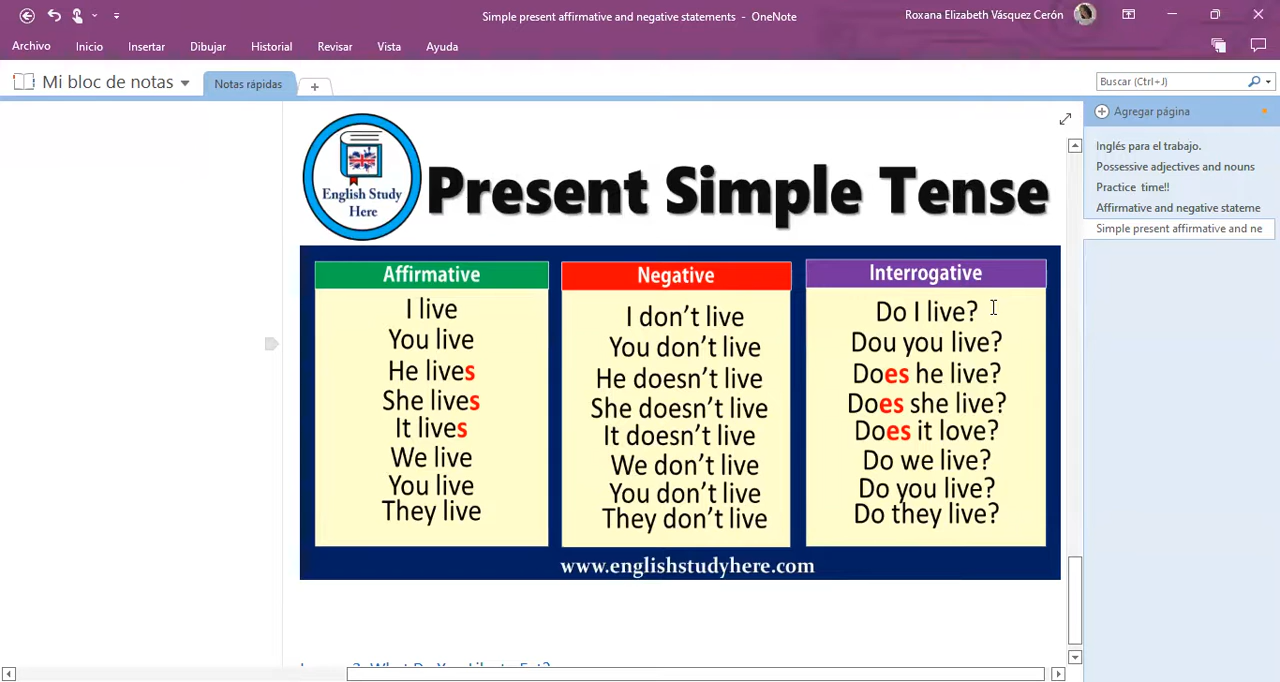 Simple present affirmative and negative statements - OneNote
Roxana Elizabeth Vásquez Cerón
Archivo Inicio Insertar Dibujar Historial Revisar Vista Ayuda
Mi bloc de notas
Notas rápidas
Buscar (Ctrl+J)
Agregar página
Inglés para el trabajo.
Possessive adjectives and nouns
Practice time!!
Affirmative and negative stateme
Simple present affirmative and ne
English Study
Here
Present Simple Tense
Affirmative
I live
You live
He lives
She lives
It lives
We live
You live
They live
Negative
I don't live
You don't live
He doesn't live
She doesn't live
It doesn't live
We don't live
You don't live
They don't live
Interrogative
Do I live?
Dou you live?
Does he live?
Does she live?
Does it love?
Do we live?
Do you live?
Do they live?
www.englishstudyhere.com